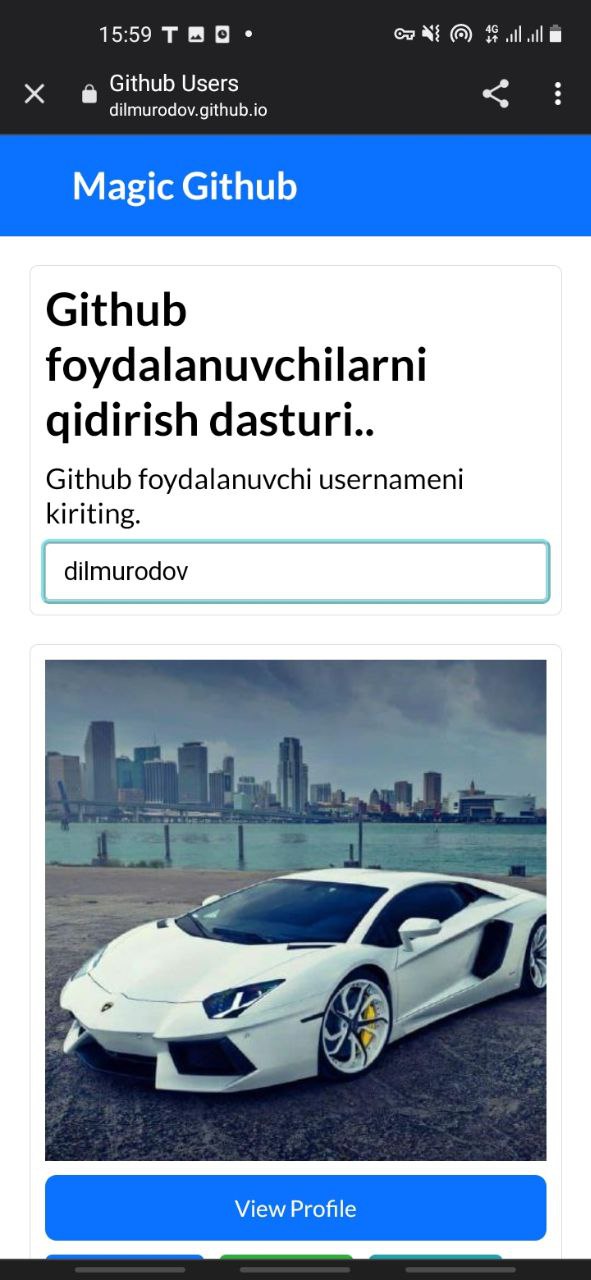 15:59
4G
Github Users
dilmurodov.github.io
Magic Github
Github
foydalanuvchilarni
qidirish dasturi..
Github foydalanuvchi usernameni
kiriting.
dilmurodov
View Profile